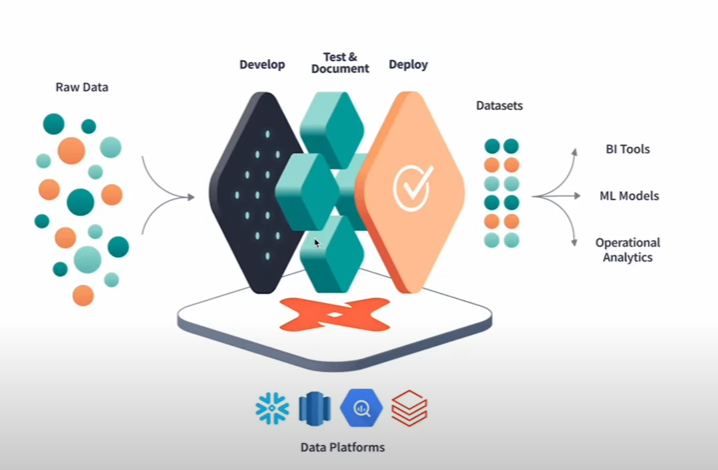 Raw Data
Develop
Test &
Document
Deploy
Datasets
BI Tools
ML Models
Operational
Analytics
Data Platforms